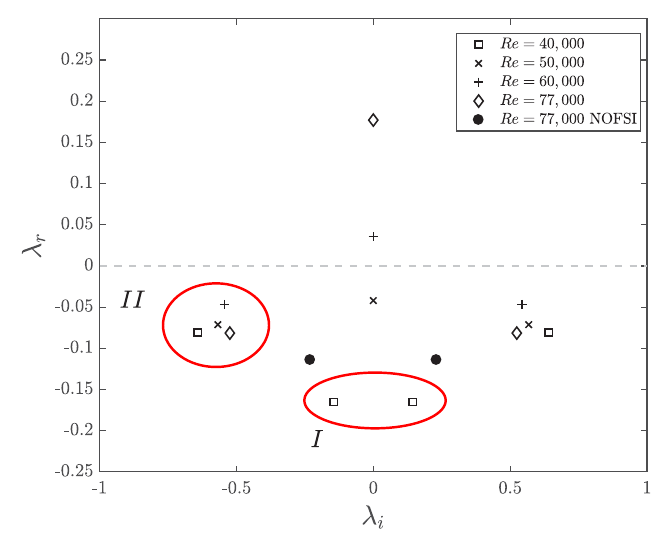 Re = 40,000
Re = 50,000
Re = 60,000
Re = 77,000
Re = 77,000 NOFSI
0.25
0.2
0.15
0.1
0.05
0
-0.05
-0.1
-0.15
-0.2
-0.25
λr
II
I
-1 -0.5 0 0.5 1
λi